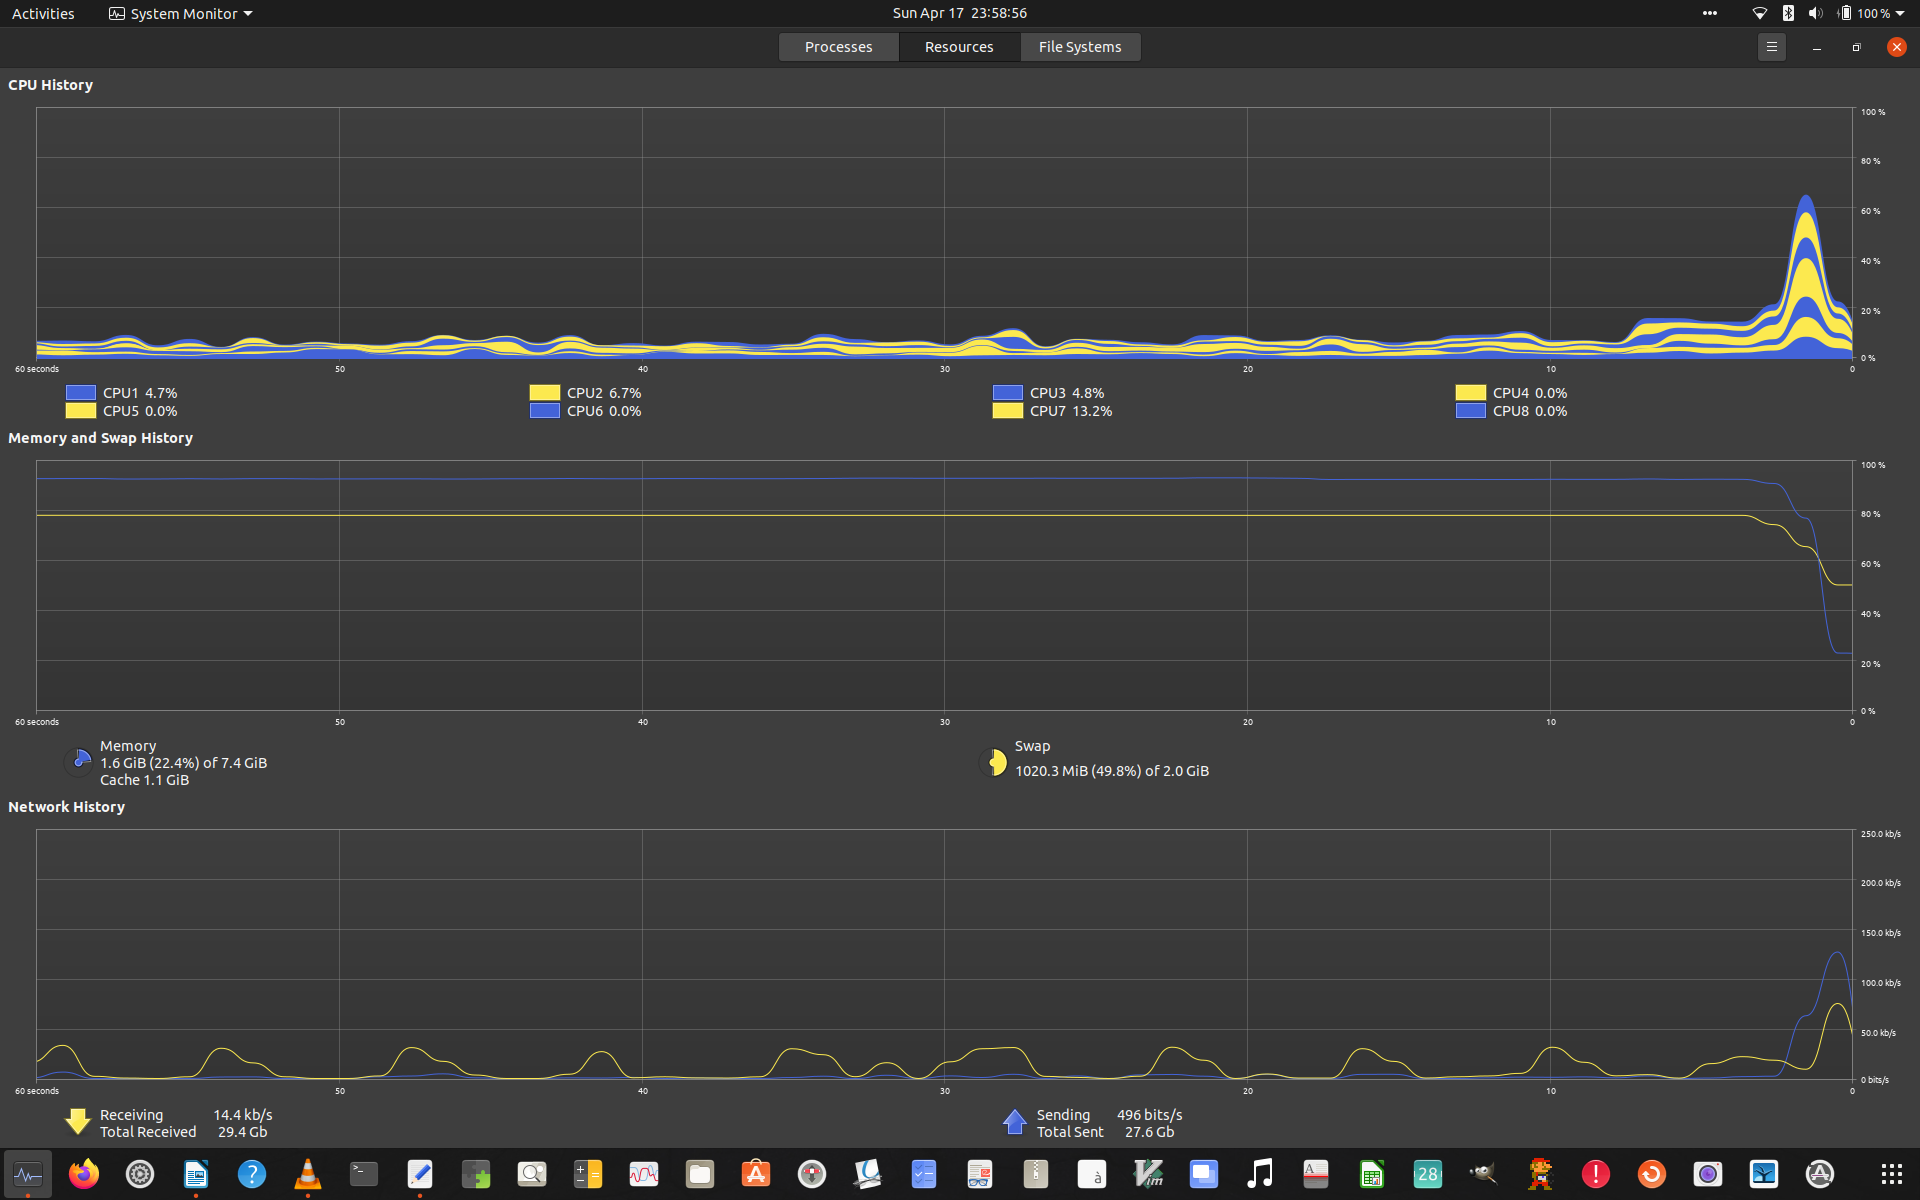 Activities
System Monitor
Sun Apr 17 23:58:56
100 %
Processes
Resources
File Systems
CPU History
100 %
80 %
60 %
40 %
20 %
0 %
60 seconds 50 40 30 20 10 0
CPU1 4.7%
CPU2 6.7%
CPU3 4.8%
CPU4 0.0%
CPU5 0.0%
CPU6 0.0%
CPU7 13.2%
CPU8 0.0%
Memory and Swap History
100 %
80 %
60 %
40 %
20 %
0 %
60 seconds 50 40 30 20 10 0
Memory
1.6 GiB (22.4%) of 7.4 GiB
Cache 1.1 GiB
Swap
1020.3 MiB (49.8%) of 2.0 GiB
Network History
250.0 kb/s
200.0 kb/s
150.0 kb/s
100.0 kb/s
50.0 kb/s
0 bits/s
60 seconds 50 40 30 20 10 0
Receiving 14.4 kb/s
Total Received 29.4 Gb
Sending 496 bits/s
Total Sent 27.6 Gb
?
>_
à
Vim
A
28
!